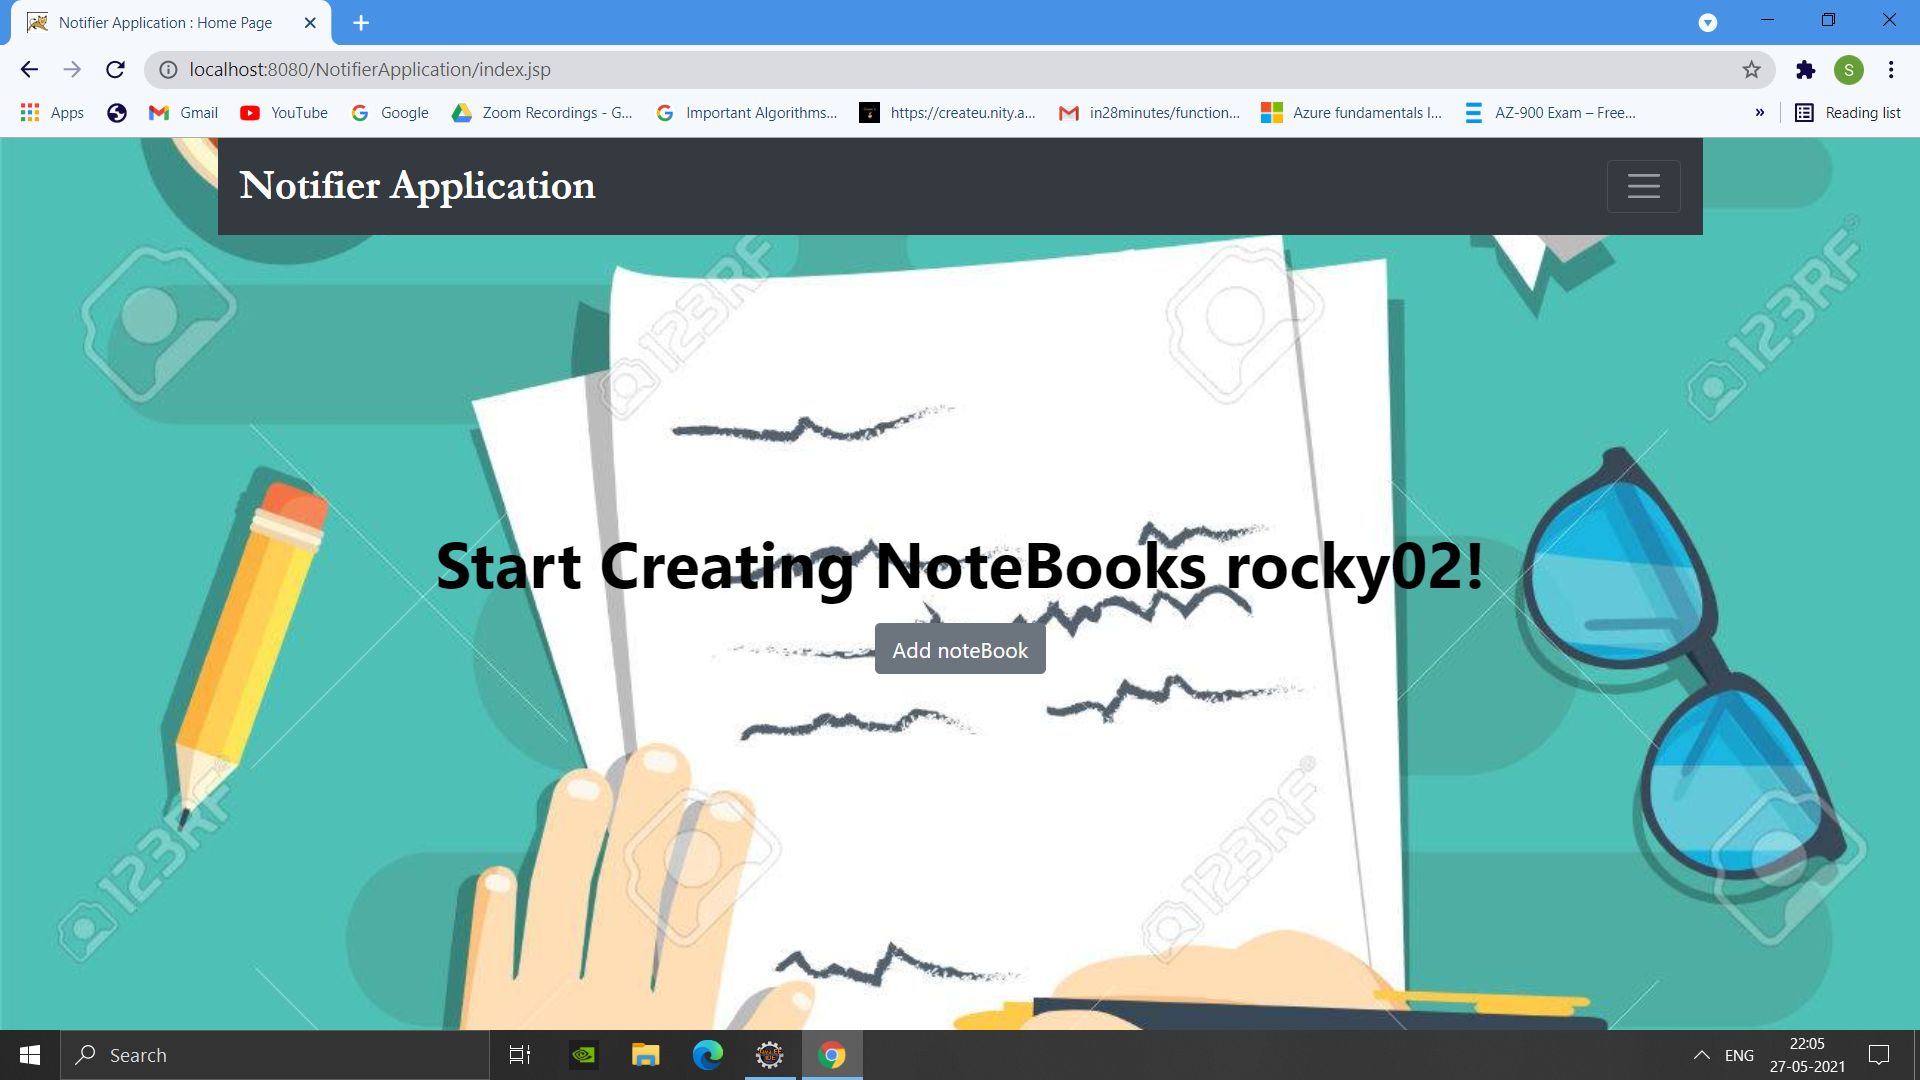 Notifier Application : Home Page
localhost:8080/NotifierApplication/index.jsp
S
Apps
Gmail
YouTube
Google
Zoom Recordings - G...
Important Algorithms...
https://createu.nity.a...
in28minutes/function...
Azure fundamentals l...
AZ-900 Exam – Free...
»
Reading list
Notifier Application
123RF
123RF
Start Creating NoteBooks rocky02!
Add noteBook
123RF
123RF
Search
ENG
22:05
27-05-2021